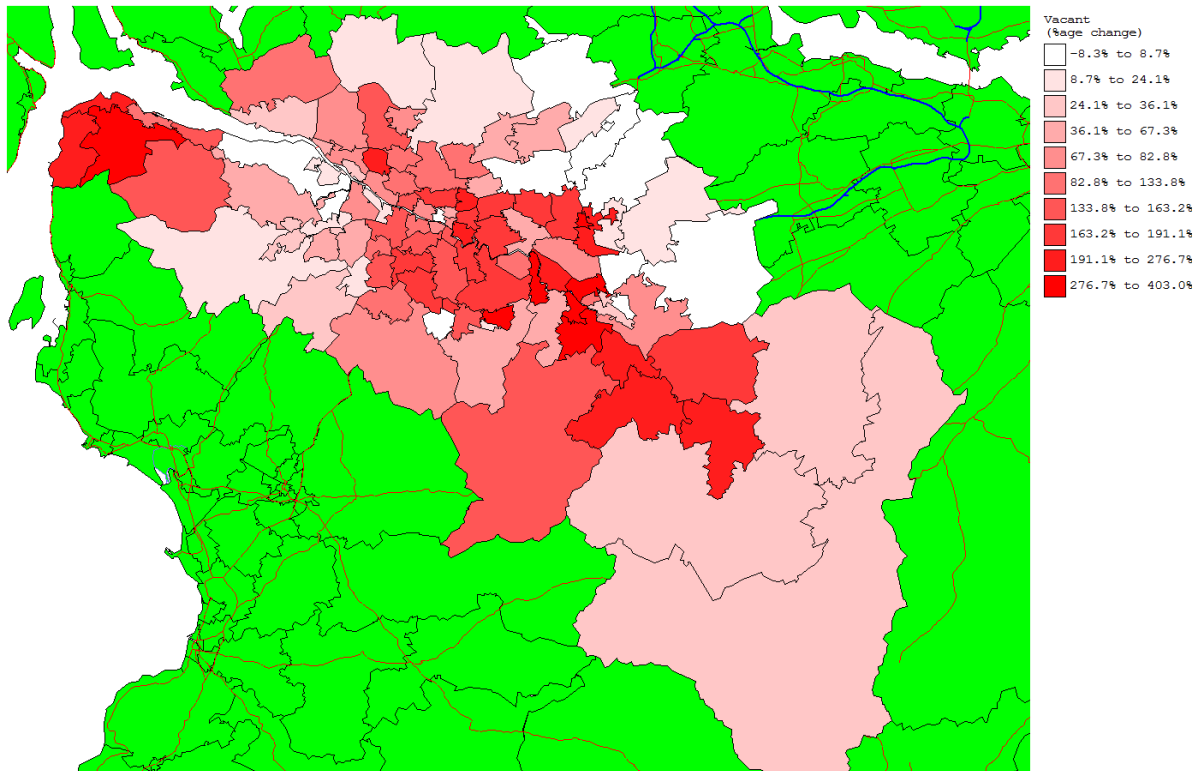 Vacant
(%age change)
-8.3% to 8.7%
8.7% to 24.1%
24.1% to 36.1%
36.1% to 67.3%
67.3% to 82.8%
82.8% to 133.8%
133.8% to 163.2%
163.2% to 191.1%
191.1% to 276.7%
276.7% to 403.0%